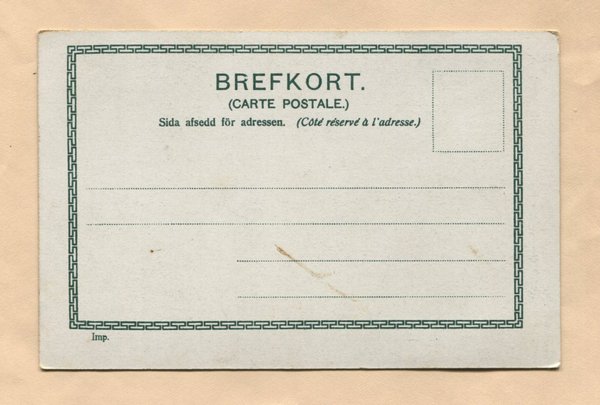 BREFKORT.
(CARTE POSTALE.)
Sida afsedd för adressen. (Côté réservé à l'adresse.)
Imp.